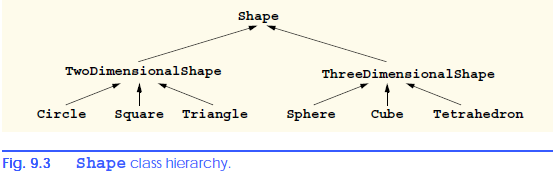 Shape
TwoDimensionalShape ThreeDimensionalShape
Circle Square Triangle Sphere Cube Tetrahedron
Fig. 9.3 Shape class hierarchy.